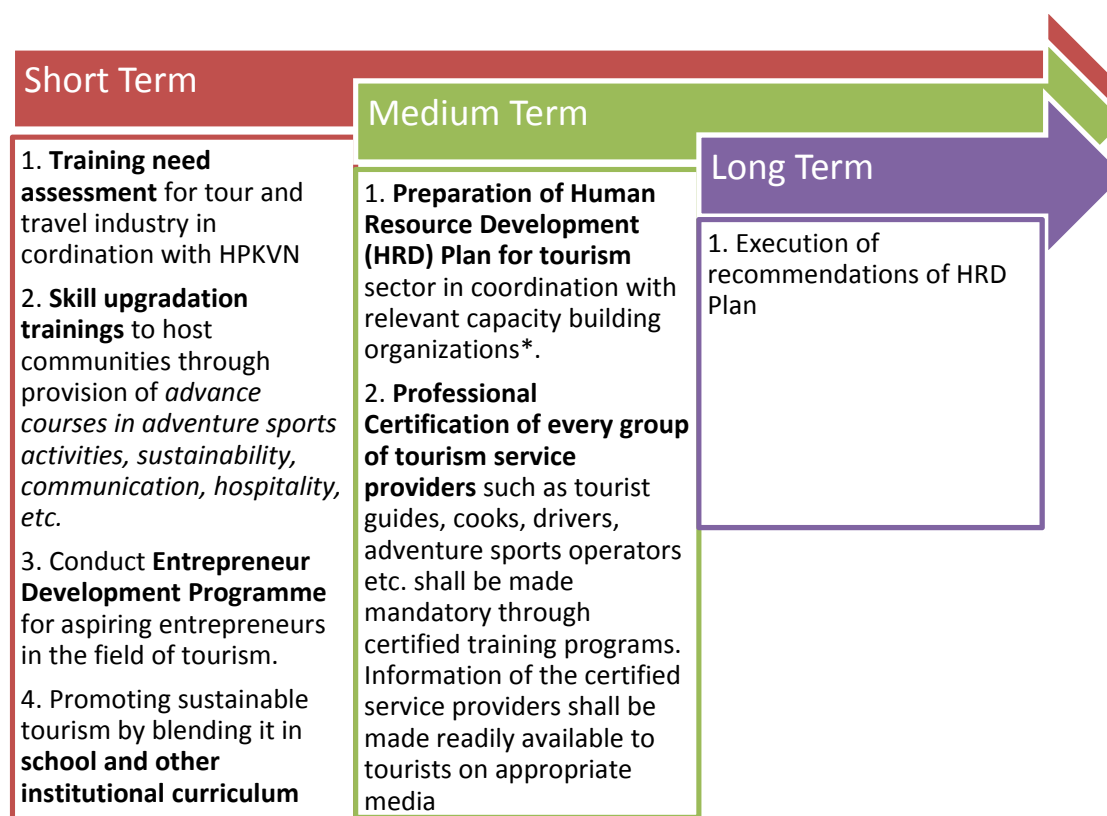 Short Term
1. Training need
assessment for tour and
travel industry in
cordination with HPKVN
2. Skill upgradation
trainings to host
communities through
provision of advance
courses in adventure sports
activities, sustainability,
communication, hospitality,
etc.
3. Conduct Entrepreneur
Development Programme
for aspiring entrepreneurs
in the field of tourism.
4. Promoting sustainable
tourism by blending it in
school and other
institutional curriculum
Medium Term
1. Preparation of Human
Resource Development
(HRD) Plan for tourism
sector in coordination with
relevant capacity building
organizations*.
2. Professional
Certification of every group
of tourism service
providers such as tourist
guides, cooks, drivers,
adventure sports operators
etc. shall be made
mandatory through
certified training programs.
Information of the certified
service providers shall be
made readily available to
tourists on appropriate
media
Long Term
1. Execution of
recommendations of HRD
Plan